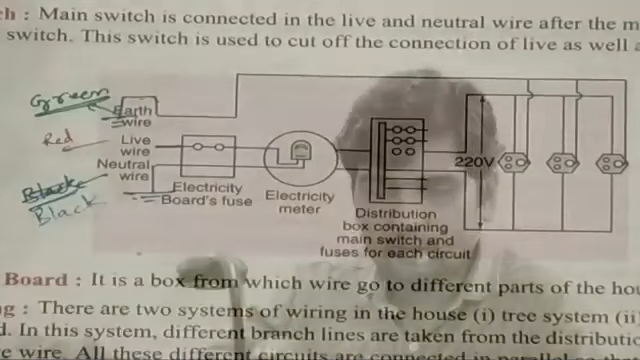 ch : Main switch is connected in the live and neutral wire after the m
switch. This switch is used to cut off the connection of live as well a
Green
Earth
wire
Red
Live
wire
Neutral
wire
Black
Black
Electricity
Board's fuse
Electricity
meter
Distribution
box containing
main switch and
fuses for each circuit
220V
Board : It is a box from which wire go to different parts of the hou
ng : There are two systems of wiring in the house (i) tree system (ii)
d. In this system, different branch lines are taken from the distributi
e wire. All these different circuits are connected in parallel so the